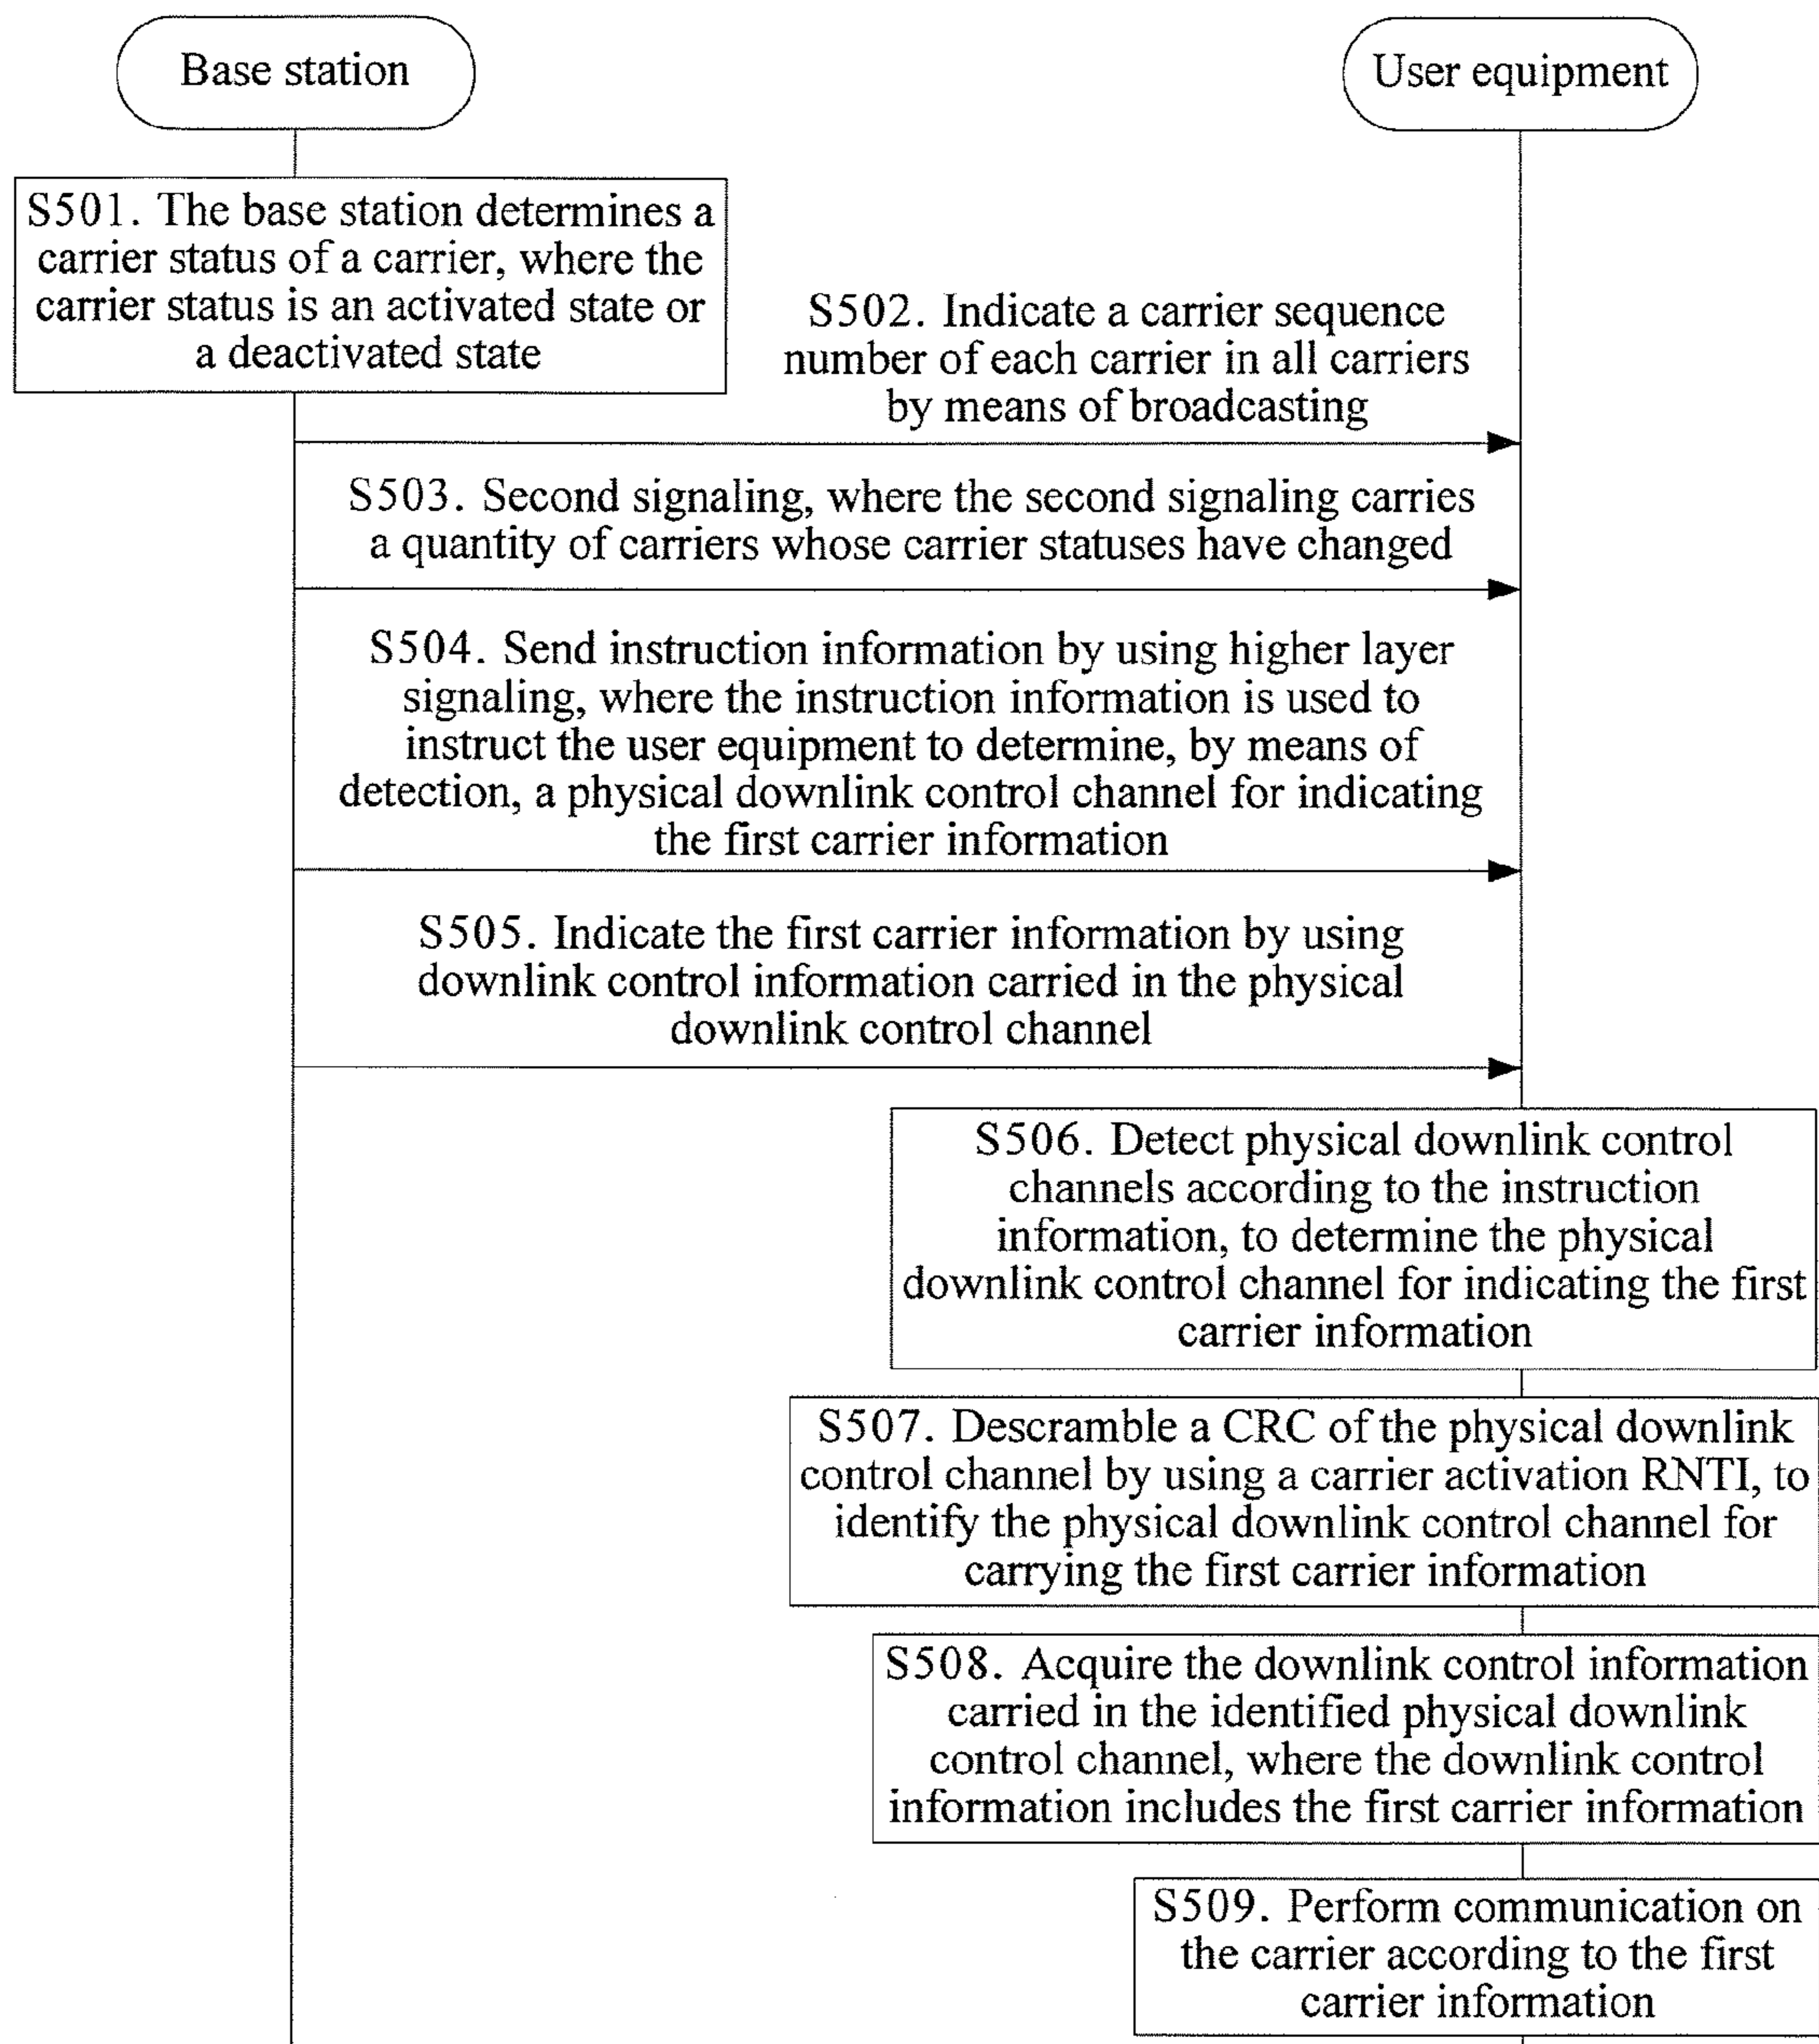 Base station
User equipment
S501. The base station determines a
carrier status of a carrier, where the
carrier status is an activated state or
a deactivated state
S502. Indicate a carrier sequence
number of each carrier in all carriers
by means of broadcasting
S503. Second signaling, where the second signaling carries
a quantity of carriers whose carrier statuses have changed
S504. Send instruction information by using higher layer
signaling, where the instruction information is used to
instruct the user equipment to determine, by means of
detection, a physical downlink control channel for indicating
the first carrier information
S505. Indicate the first carrier information by using
downlink control information carried in the physical
downlink control channel
S506. Detect physical downlink control
channels according to the instruction
information, to determine the physical
downlink control channel for indicating the first
carrier information
S507. Descramble a CRC of the physical downlink
control channel by using a carrier activation RNTI, to
identify the physical downlink control channel for
carrying the first carrier information
S508. Acquire the downlink control information
carried in the identified physical downlink
control channel, where the downlink control
information includes the first carrier information
S509. Perform communication on
the carrier according to the first
carrier information